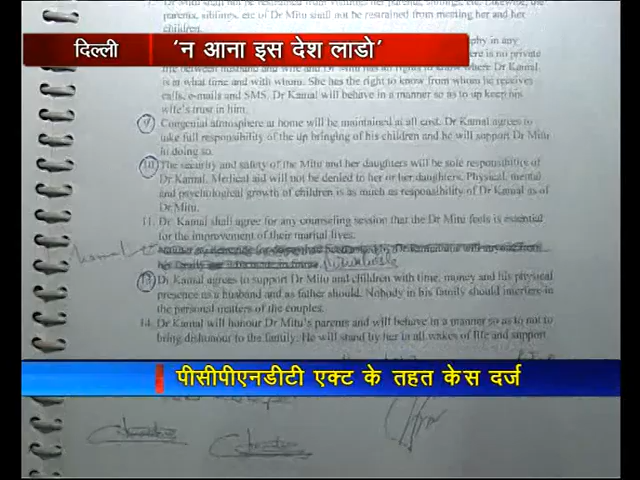 parents, siblings, etc of Dr Mitu shall not be restrained from meeting her and her
children.
दिल्ली
'न आना इस देश लाडो'
is at what time and with whom. She has the right to know from whom he receives
calls, e-mails and SMS. Dr Kamal will behave in a manner so as to up keep his
wife's trust in him.
9 Congenial atmosphere at home will be maintained at all cost. Dr Kamal agrees to
take full responsibility of the up bringing of his children and he will support Dr Mitu
in doing so.
10 The security and safety of the Mitu and her daughters will be sole responsibility of
Dr Kamal. Medical aid will not be denied to her or her daughters. Physical, mental
and psychological growth of children is as much as responsibility of Dr Kamal as of
Dr Mitu.
11. Dr Kamal shall agree for any counseling session that the Dr Mitu feels is essential
for the improvement of their marital lives.
13 Dr Kamal agrees to support Dr Mitu and children with time, money and his physical
presence as a husband and as father should. Nobody in his family should interfere in
the personal matters of the couples.
14. Dr Kamal will honour Dr Mitu's parents and will behave in a manner so as to not to
bring dishonour to the family. He will stand by her in all wakes of life and support
पीसीपीएनडीटी एक्ट के तहत केस दर्ज